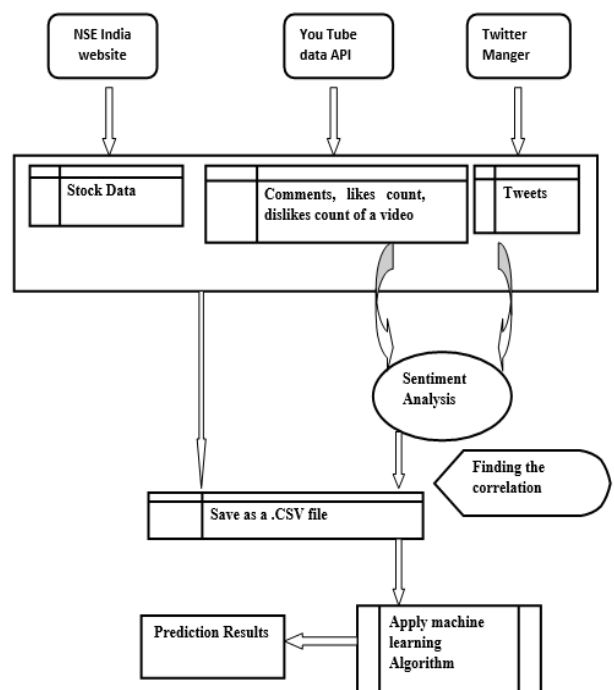 NSE India
website
You Tube
data API
Twitter
Manger
Stock Data
Comments, likes count,
dislikes count of a video
Tweets
Sentiment
Analysis
Finding the
correlation
Save as a .CSV file
Prediction Results
Apply machine
learning
Algorithm